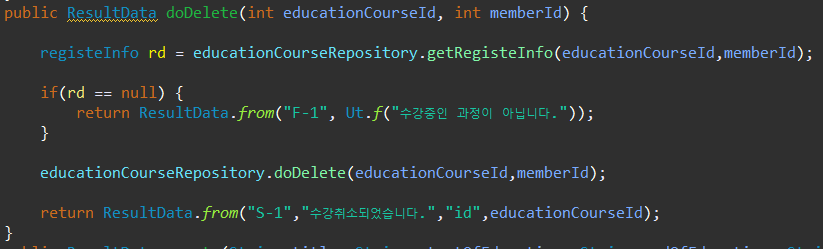 public ResultData doDelete(int educationCourseId, int memberId) {
registeInfo rd = educationCourseRepository.getRegisteInfo(educationCourseId,memberId);
if(rd == null) {
return ResultData.from("F-1", Ut.f("수강중인 과정이 아닙니다."));
}
educationCourseRepository.doDelete(educationCourseId,memberId);
return ResultData.from("S-1","수강취소되었습니다.","id",educationCourseId);
}